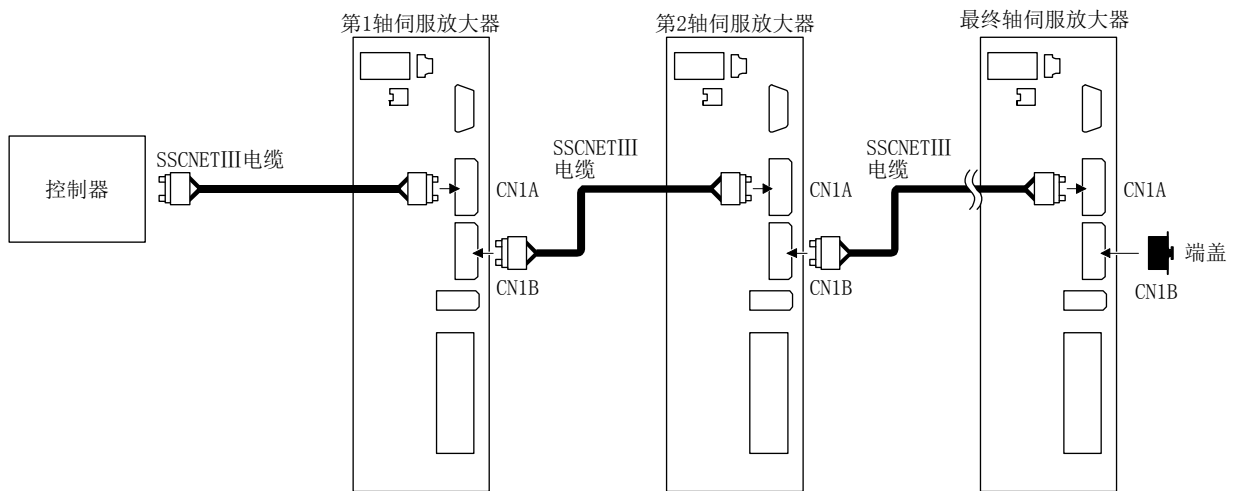 第1轴伺服放大器
第2轴伺服放大器
最终轴伺服放大器
控制器
SSCNETⅢ电缆
CN1A
CN1B
SSCNETⅢ
电缆
CN1A
CN1B
SSCNETⅢ
电缆
CN1A
端盖
CN1B